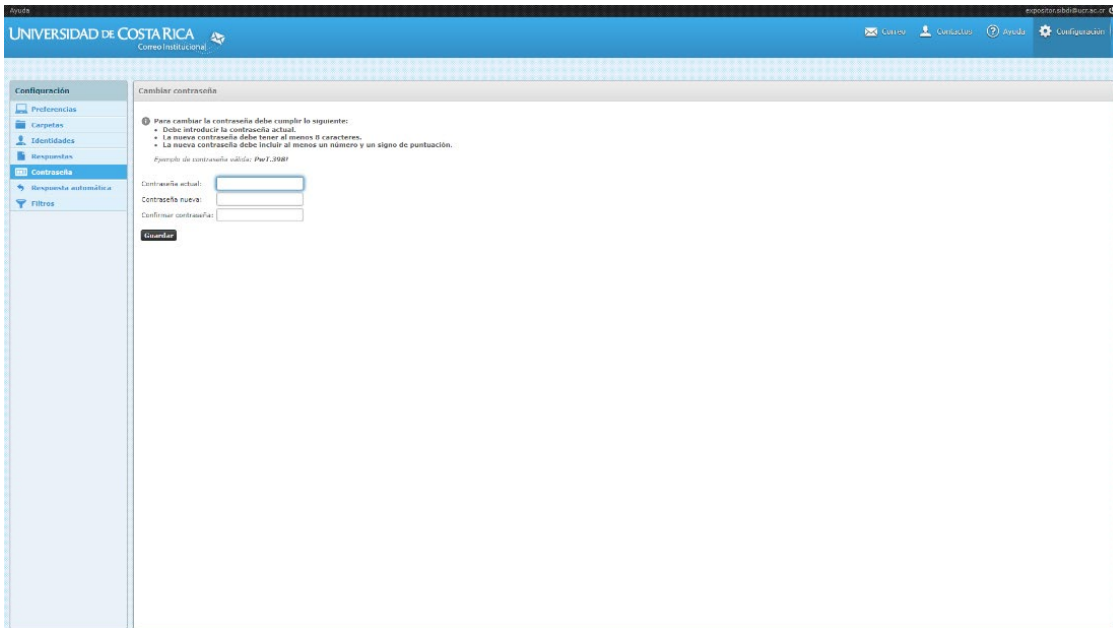 Ayuda
expositor.sibdi@ucr.ac.cr
UNIVERSIDAD DE COSTA RICA
Correo Institucional
Correo
Contactos
Ayuda
Configuración
Configuración
Preferencias
Carpetas
Identidades
Respuestas
Contraseña
Respuesta automática
Filtros
Cambiar contraseña
Para cambiar la contraseña debe cumplir lo siguiente:
• Debe introducir la contraseña actual.
• La nueva contraseña debe tener al menos 8 caracteres.
• La nueva contraseña debe incluir al menos un número y un signo de puntuación.
Ejemplo de contraseña válida:
Contraseña actual:
Contraseña nueva:
Confirmar contraseña:
Guardar